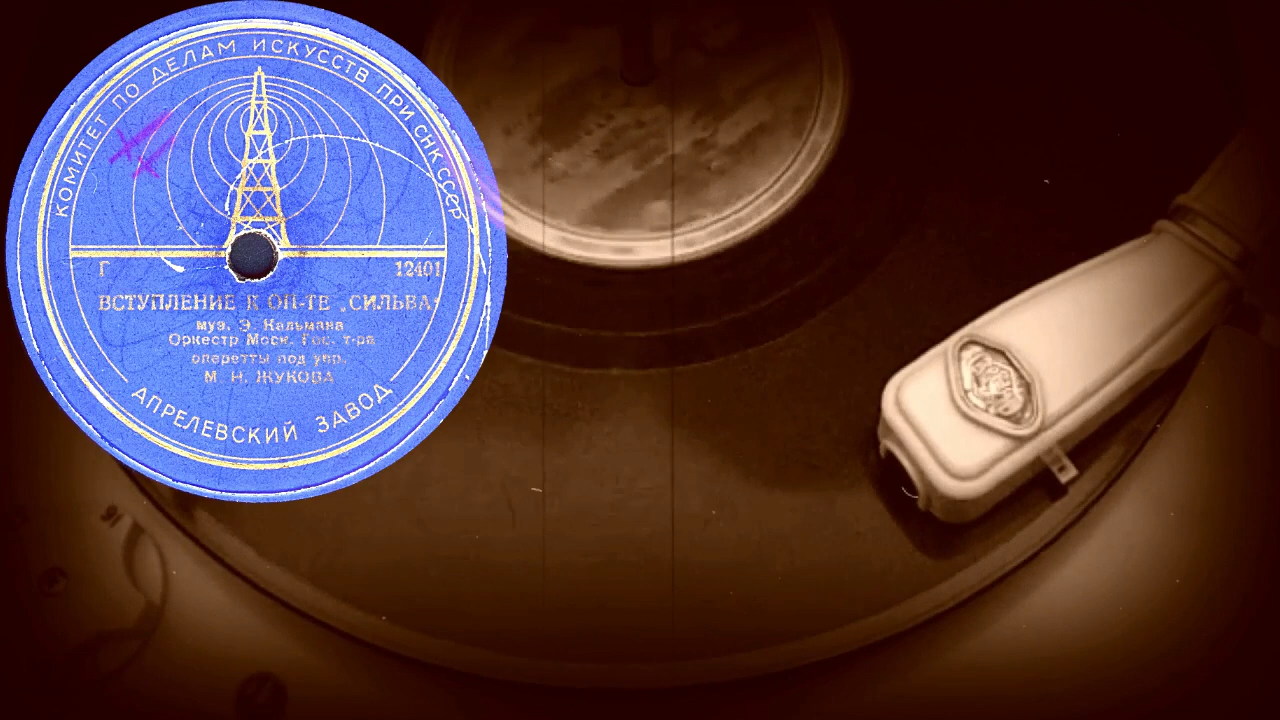 КОМИТЕТ ПО ДЕЛАМ ИСКУССТВ ПРИ СНК СССР
Г 12401
ВСТУПЛЕНИЕ К ОП-ТЕ „СИЛЬВА“
муз. Э. Кальмана
Оркестр Моск. Гос. т-ра
оперетты под упр.
М. Н. ЖУКОВА
АПРЕЛЕВСКИЙ ЗАВОД
16